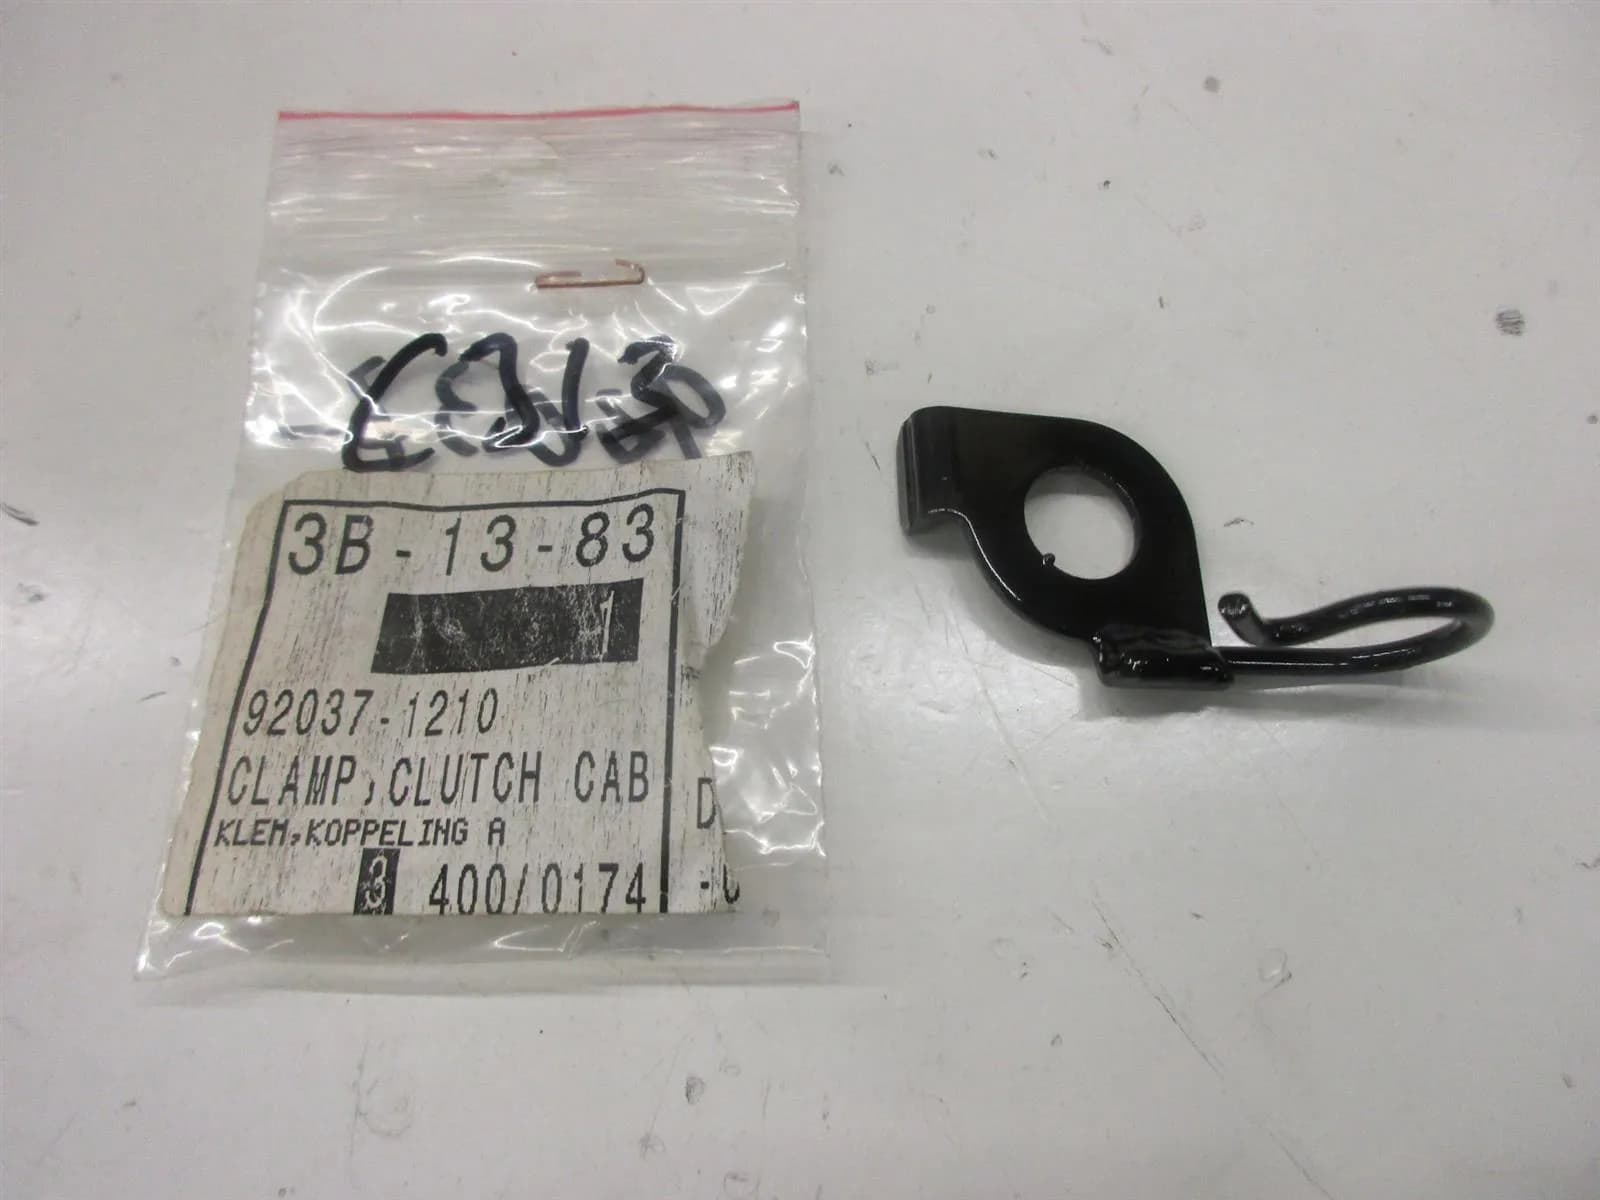 3B-13-83
1
92037-1210
CLAMP,CLUTCH CAB
KLEM,KOPPELING A
3 400/0174
D